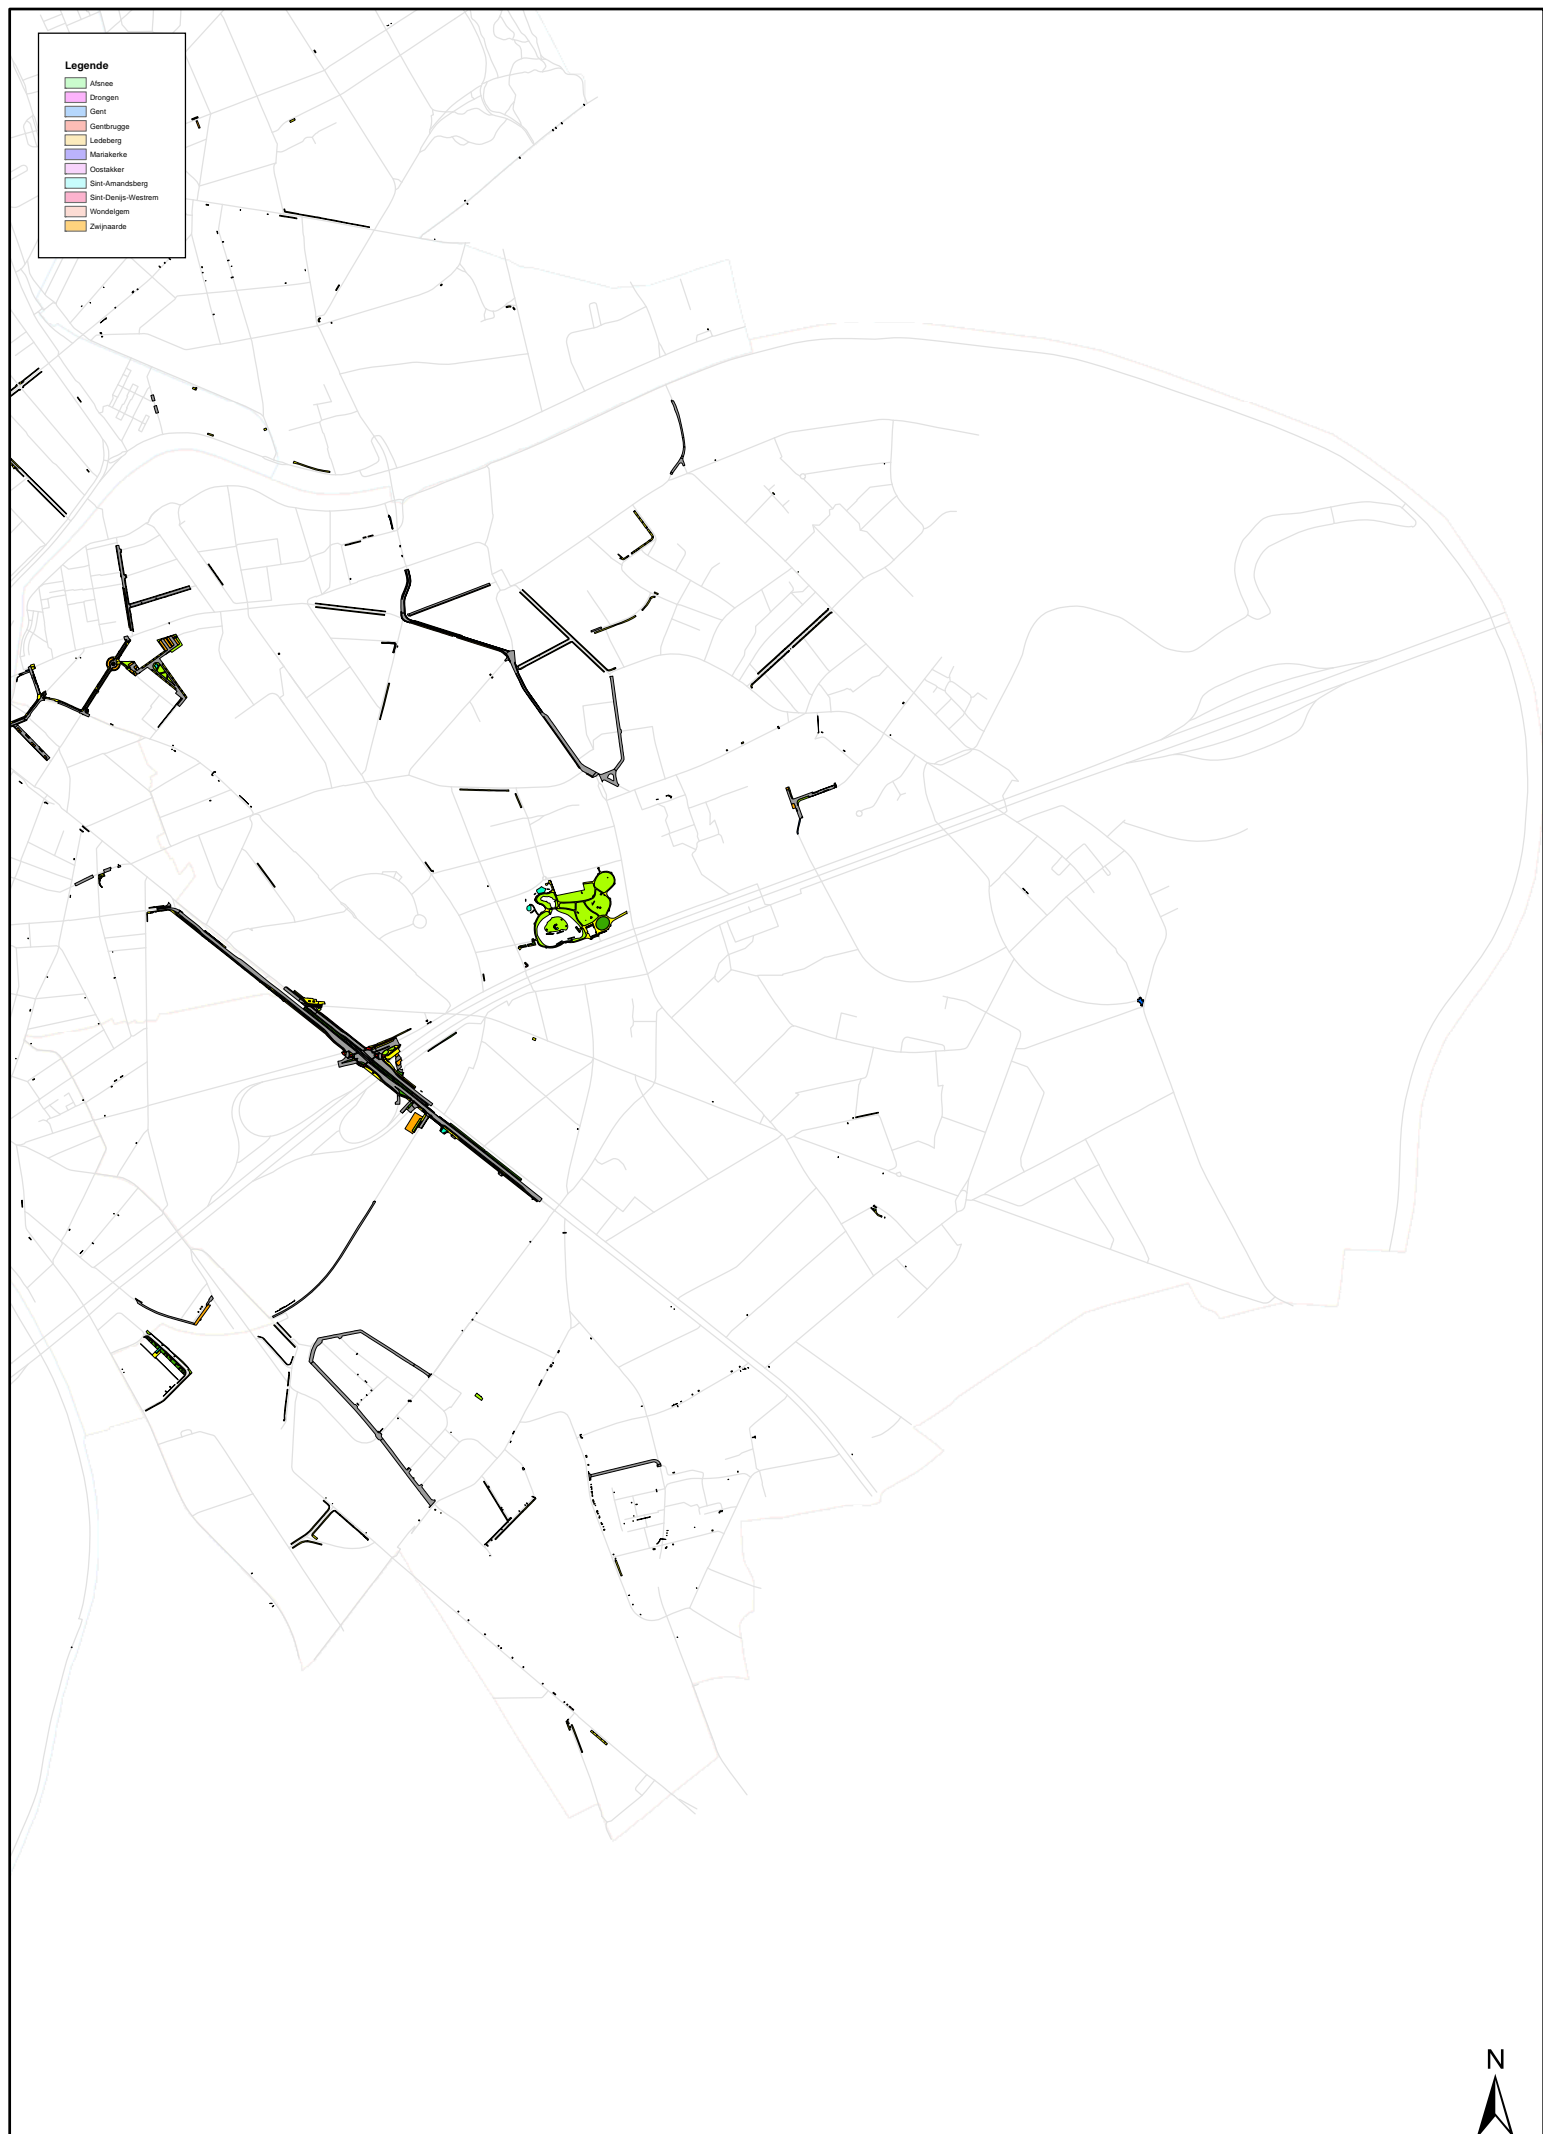 Legende
Afsnee
Drongen
Gent
Gentbrugge
Ledeberg
Mariakerke
Oostakker
Sint-Amandsberg
Sint-Denijs-Westrem
Wondelgem
Zwijnaarde
N